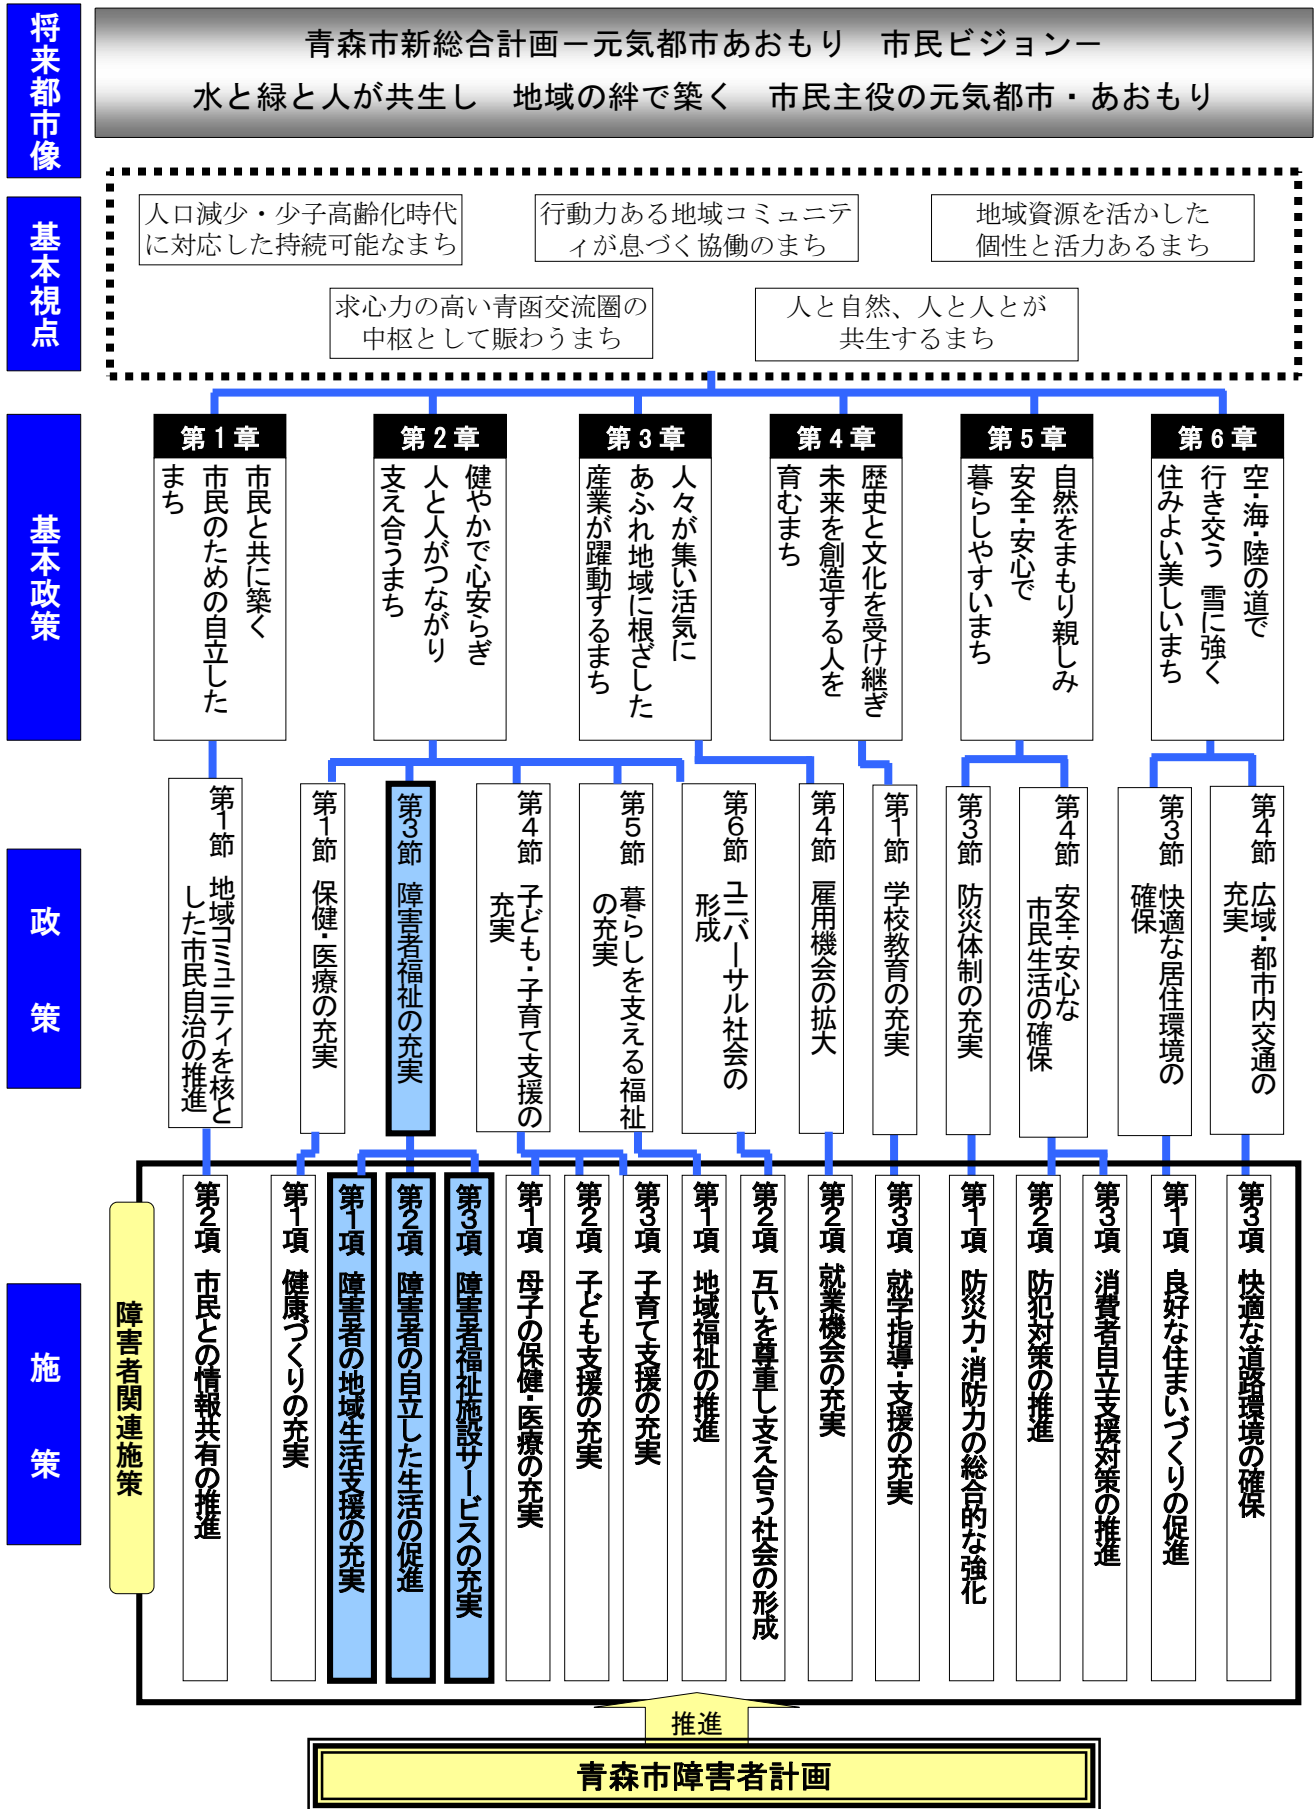 将来都市像
青森市新総合計画－元気都市あおもり　市民ビジョン－
水と緑と人が共生し　地域の絆で築く　市民主役の元気都市・あおもり
基本視点
人口減少・少子高齢化時代
に対応した持続可能なまち
行動力ある地域コミュニテ
ィが息づく協働のまち
地域資源を活かした
個性と活力あるまち
求心力の高い青函交流圏の
中枢として賑わうまち
人と自然、人と人とが
共生するまち
基本政策
第１章
市民と共に築く
市民のための自立した
まち
第２章
健やかで心安らぎ
人と人がつながり
支え合うまち
第３章
人々が集い活気に
あふれ地域に根ざした
産業が躍動するまち
第４章
歴史と文化を受け継ぎ
未来を創造する人を
育むまち
第５章
自然をまもり親しみ
安全・安心で
暮らしやすいまち
第６章
空・海・陸の道で
行き交う　雪に強く
住みよい美しいまち
政策
第１節　地域コミュニティを核と
した市民自治の推進
第１節　保健・医療の充実
第３節　障害者福祉の充実
第４節　子ども・子育て支援の
充実
第５節　暮らしを支える福祉
の充実
第６節　ユニバーサル社会の
形成
第４節　雇用機会の拡大
第１節　学校教育の充実
第３節　防災体制の充実
第４節　安全・安心な
市民生活の確保
第３節　快適な居住環境の
確保
第４節　広域・都市内交通の
充実
施策
障害者関連施策
第２項　市民との情報共有の推進
第１項　健康づくりの充実
第１項　障害者の地域生活支援の充実
第２項　障害者の自立した生活の促進
第３項　障害者福祉施設サービスの充実
第１項　母子の保健・医療の充実
第２項　子ども支援の充実
第３項　子育て支援の充実
第１項　地域福祉の推進
第２項　互いを尊重し支え合う社会の形成
第２項　就業機会の充実
第３項　就学指導・支援の充実
第１項　防災力・消防力の総合的な強化
第２項　防犯対策の推進
第３項　消費者自立支援対策の推進
第１項　良好な住まいづくりの促進
第３項　快適な道路環境の確保
推進
青森市障害者計画